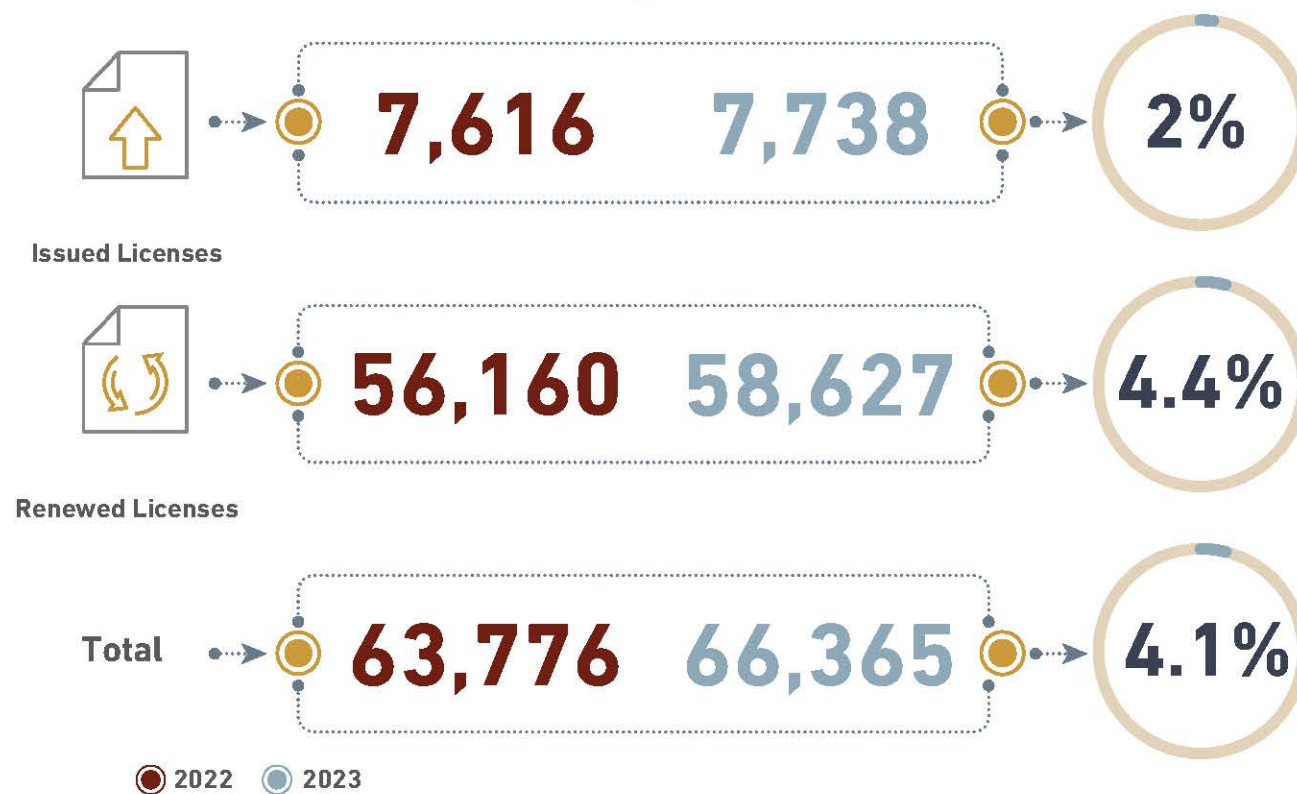 7,616 7,738 2%
Issued Licenses
56,160 58,627 4.4%
Renewed Licenses
Total 63,776 66,365 4.1%
2022 2023